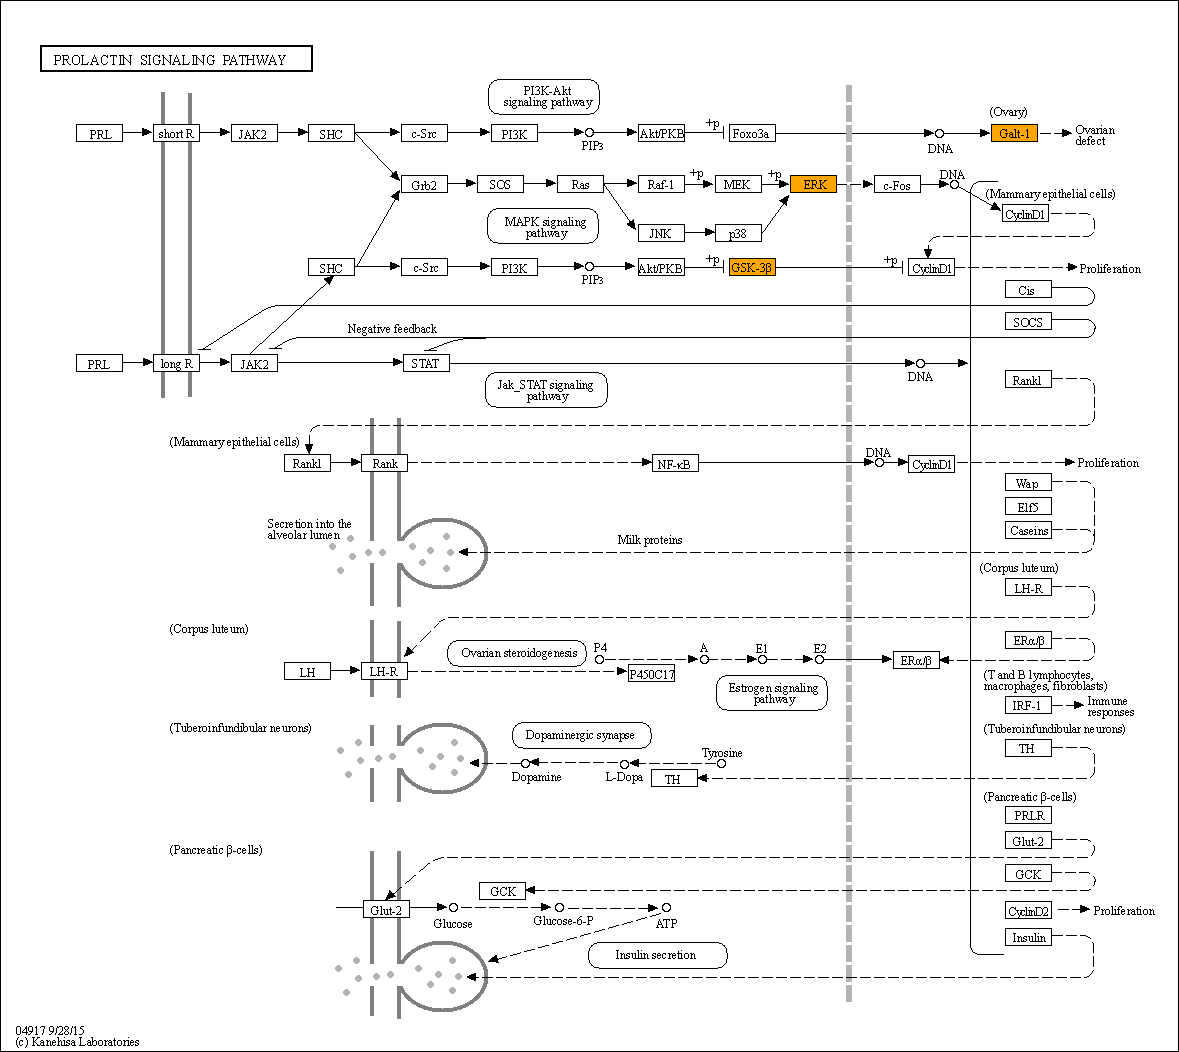 PROLACTIN SIGNALING PATHWAY
PI3K-Akt
signaling pathway
(Ovary)
PRL
short R
JAK2
SHC
c-Src
PI3K
PIP3
Akt/PKB
+p
Foxo3a
DNA
Galt-1
Ovarian
defect
Grb2
SOS
Ras
Raf-1
+p
MEK
+p
ERK
c-Fos
DNA
(Mammary epithelial cells)
CyclinD1
MAPK signaling
pathway
JNK
p38
SHC
c-Src
PI3K
PIP3
Akt/PKB
+p
GSK-3β
+p
CyclinD1
Proliferation
Cis
SOCS
Negative feedback
PRL
long R
JAK2
STAT
DNA
Jak_STAT signaling
pathway
Rankl
(Mammary epithelial cells)
Rankl
Rank
NF-κB
DNA
CyclinD1
Proliferation
Wap
Elf5
Caseins
Secretion into the
alveolar lumen
Milk proteins
(Corpus luteum)
LH-R
(Corpus luteum)
LH
LH-R
Ovarian steroidogenesis
P4
P450C17
A
E1
E2
ERα/β
ERα/β
Estrogen signaling
pathway
(T and B lymphocytes,
macrophages, fibroblasts)
IRF-1
Immune
responses
(Tuberoinfundibular neurons)
(Tuberoinfundibular neurons)
TH
Dopaminergic synapse
Dopamine
L-Dopa
Tyrosine
TH
(Pancreatic β-cells)
PRLR
Glut-2
GCK
CyclinD2
Proliferation
Insulin
(Pancreatic β-cells)
Glut-2
Glucose
GCK
Glucose-6-P
ATP
Insulin secretion
04917 9/28/15
(c) Kanehisa Laboratories